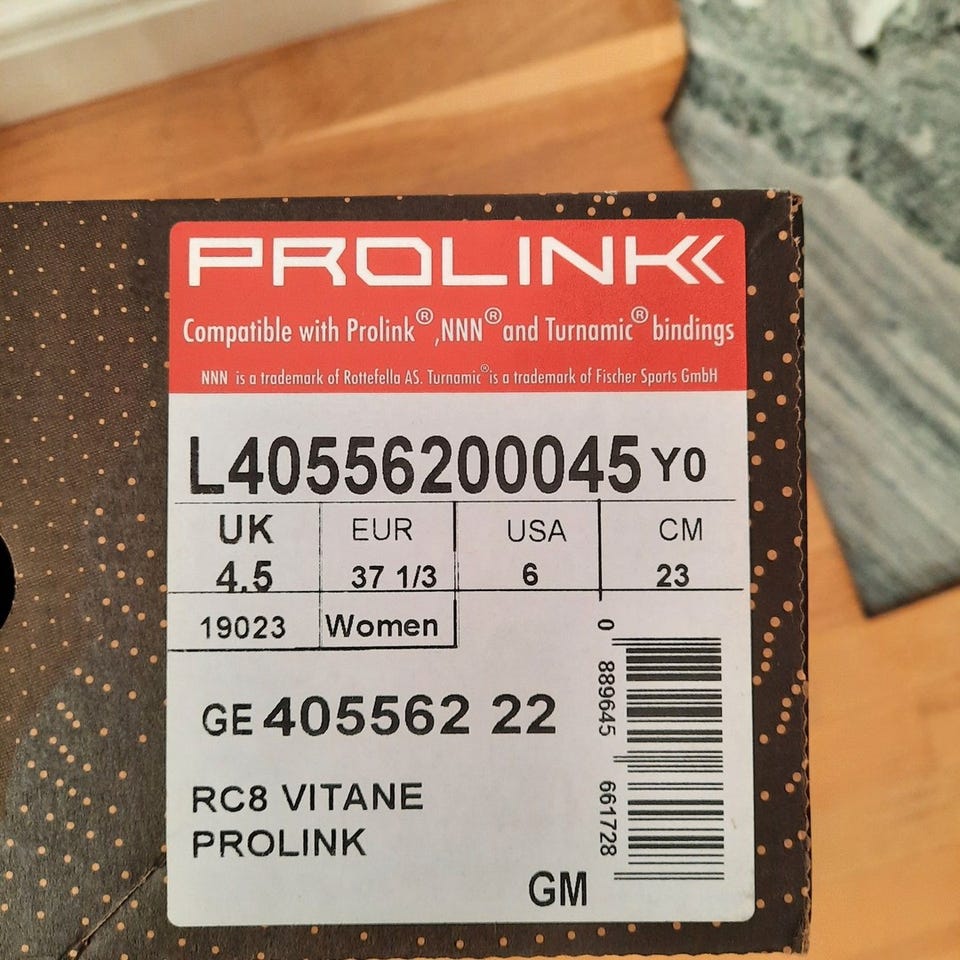 PROLINK
Compatible with Prolink®,NNN® and Turnamic® bindings
NNN is a trademark of Rottefella AS. Turnamic® is a trademark of Fischer Sports GmbH
L40556200045 Y0
UK EUR USA CM
4.5 37 1/3 6 23
19023 Women
GE 405562 22
RC8 VITANE
PROLINK
GM
0 889645 661728